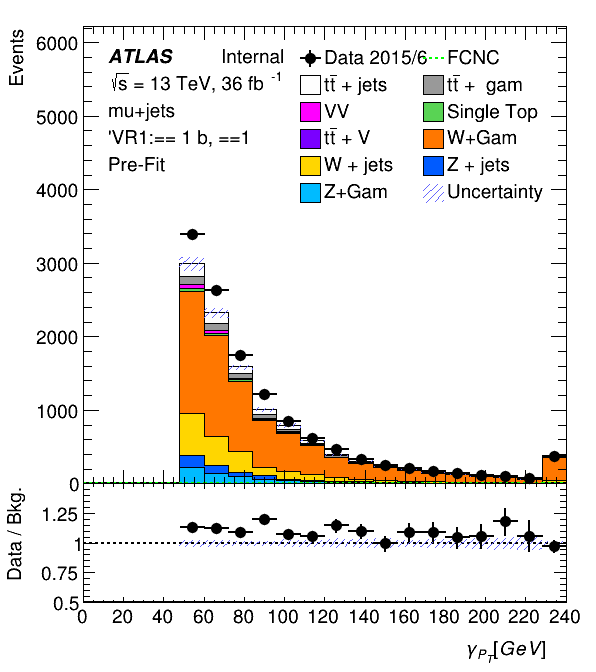 Events
6000
5000
4000
3000
2000
1000
0
ATLAS Internal
√s = 13 TeV, 36 fb⁻¹
mu+jets
'VR1:== 1 b, ==1
Pre-Fit
Data 2015/6 FCNC
tt̄ + jets tt̄ + gam
VV Single Top
tt̄ + V W+Gam
W + jets Z + jets
Z+Gam Uncertainty
Data / Bkg.
1.25
1
0.75
0.5
0 20 40 60 80 100 120 140 160 180 200 220 240
γ_{P_T}[GeV]